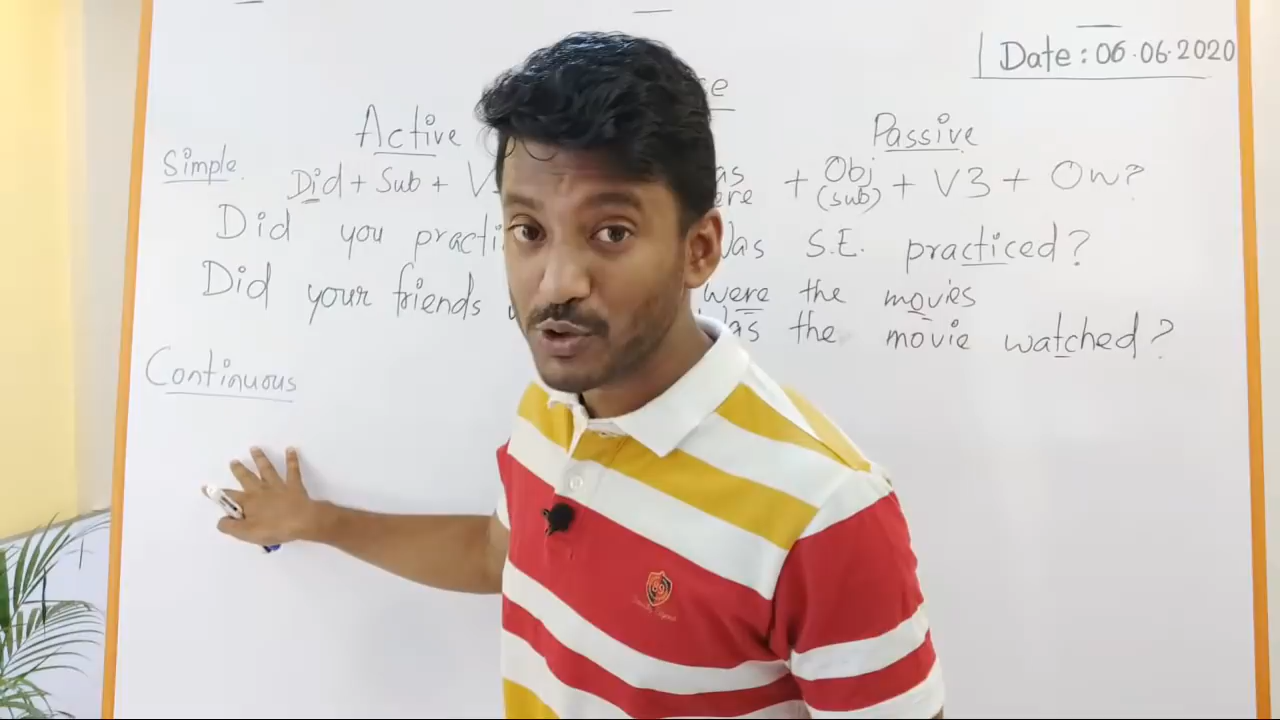 Date : 06.06.2020
Active
Passive
Simple.
Did + Sub + + Obj (sub) + V3 + Ow?
Did you S.E. practiced?
Did your friends were the movies
the movie watched?
Continuous
89